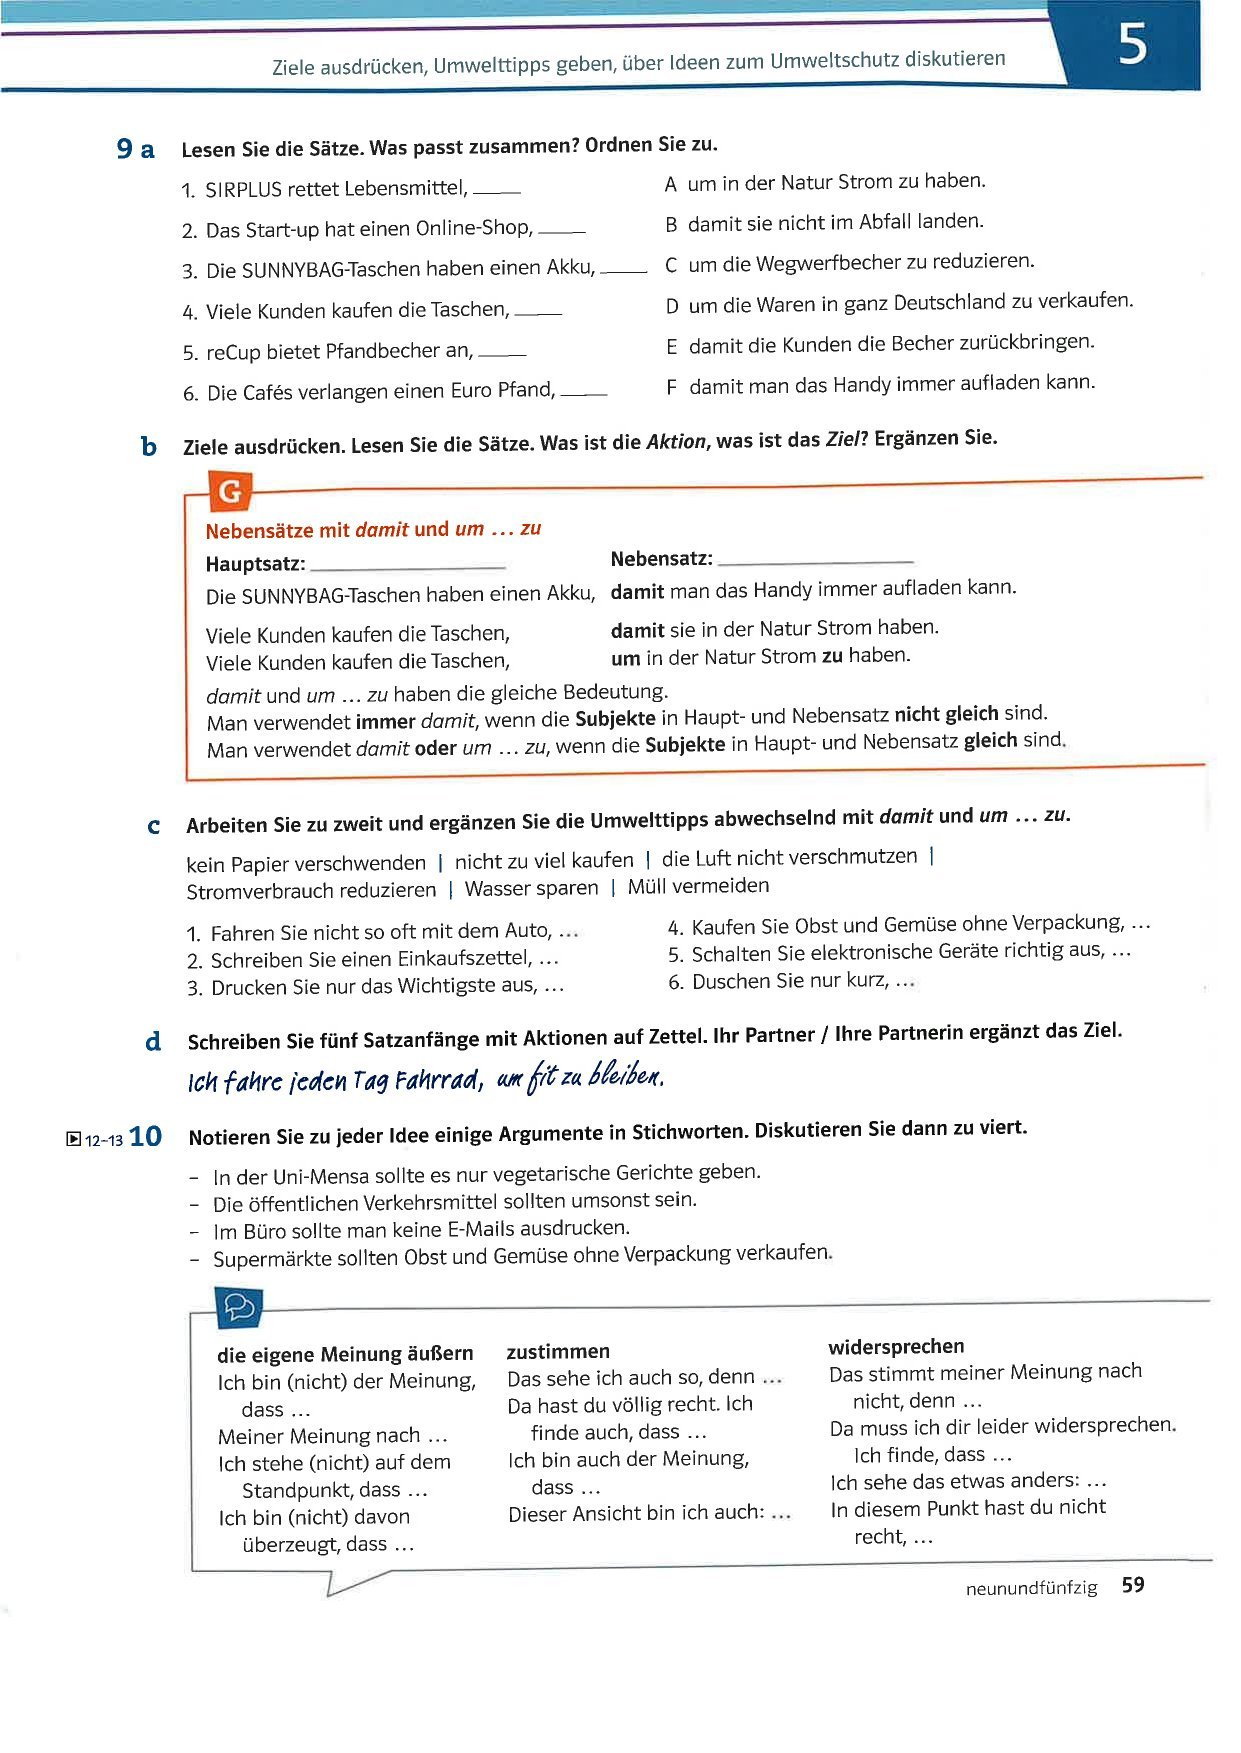 Ziele ausdrücken, Umwelttipps geben, über Ideen zum Umweltschutz diskutieren
5
9 a Lesen Sie die Sätze. Was passt zusammen? Ordnen Sie zu.
1. SIRPLUS rettet Lebensmittel, ____ A um in der Natur Strom zu haben.
2. Das Start-up hat einen Online-Shop, ____ B damit sie nicht im Abfall landen.
3. Die SUNNYBAG-Taschen haben einen Akku, ____ C um die Wegwerfbecher zu reduzieren.
4. Viele Kunden kaufen die Taschen, ____ D um die Waren in ganz Deutschland zu verkaufen.
5. reCup bietet Pfandbecher an, ____ E damit die Kunden die Becher zurückbringen.
6. Die Cafés verlangen einen Euro Pfand, ____ F damit man das Handy immer aufladen kann.
b Ziele ausdrücken. Lesen Sie die Sätze. Was ist die Aktion, was ist das Ziel? Ergänzen Sie.
G
Nebensätze mit damit und um ... zu
Hauptsatz: ________________ Nebensatz: ________________
Die SUNNYBAG-Taschen haben einen Akku, damit man das Handy immer aufladen kann.
Viele Kunden kaufen die Taschen, damit sie in der Natur Strom haben.
Viele Kunden kaufen die Taschen, um in der Natur Strom zu haben.
damit und um ... zu haben die gleiche Bedeutung.
Man verwendet immer damit, wenn die Subjekte in Haupt- und Nebensatz nicht gleich sind.
Man verwendet damit oder um ... zu, wenn die Subjekte in Haupt- und Nebensatz gleich sind.
c Arbeiten Sie zu zweit und ergänzen Sie die Umwelttipps abwechselnd mit damit und um ... zu.
kein Papier verschwenden | nicht zu viel kaufen | die Luft nicht verschmutzen |
Stromverbrauch reduzieren | Wasser sparen | Müll vermeiden
1. Fahren Sie nicht so oft mit dem Auto, ... 4. Kaufen Sie Obst und Gemüse ohne Verpackung, ...
2. Schreiben Sie einen Einkaufszettel, ... 5. Schalten Sie elektronische Geräte richtig aus, ...
3. Drucken Sie nur das Wichtigste aus, ... 6. Duschen Sie nur kurz, ...
d Schreiben Sie fünf Satzanfänge mit Aktionen auf Zettel. Ihr Partner / Ihre Partnerin ergänzt das Ziel.
Ich fahre jeden Tag Fahrrad, um fit zu bleiben.
12-13 10 Notieren Sie zu jeder Idee einige Argumente in Stichworten. Diskutieren Sie dann zu viert.
– In der Uni-Mensa sollte es nur vegetarische Gerichte geben.
– Die öffentlichen Verkehrsmittel sollten umsonst sein.
– Im Büro sollte man keine E-Mails ausdrucken.
– Supermärkte sollten Obst und Gemüse ohne Verpackung verkaufen.
die eigene Meinung äußern
Ich bin (nicht) der Meinung,
dass ...
Meiner Meinung nach ...
Ich stehe (nicht) auf dem
Standpunkt, dass ...
Ich bin (nicht) davon
überzeugt, dass ...
zustimmen
Das sehe ich auch so, denn ...
Da hast du völlig recht. Ich
finde auch, dass ...
Ich bin auch der Meinung,
dass ...
Dieser Ansicht bin ich auch: ...
widersprechen
Das stimmt meiner Meinung nach
nicht, denn ...
Da muss ich dir leider widersprechen.
Ich finde, dass ...
Ich sehe das etwas anders: ...
In diesem Punkt hast du nicht
recht, ...
neunundfünfzig 59